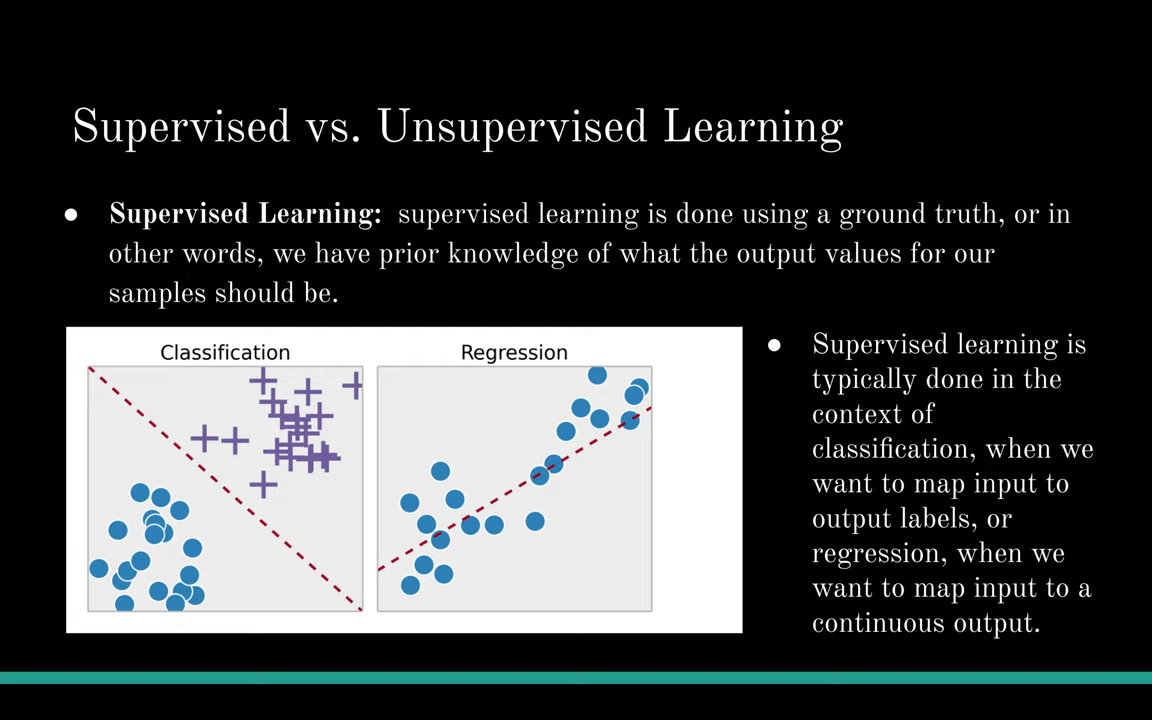 Supervised vs. Unsupervised Learning
● Supervised Learning: supervised learning is done using a ground truth, or in
other words, we have prior knowledge of what the output values for our
samples should be.
Classification
Regression
● Supervised learning is
typically done in the
context of
classification, when we
want to map input to
output labels, or
regression, when we
want to map input to a
continuous output.